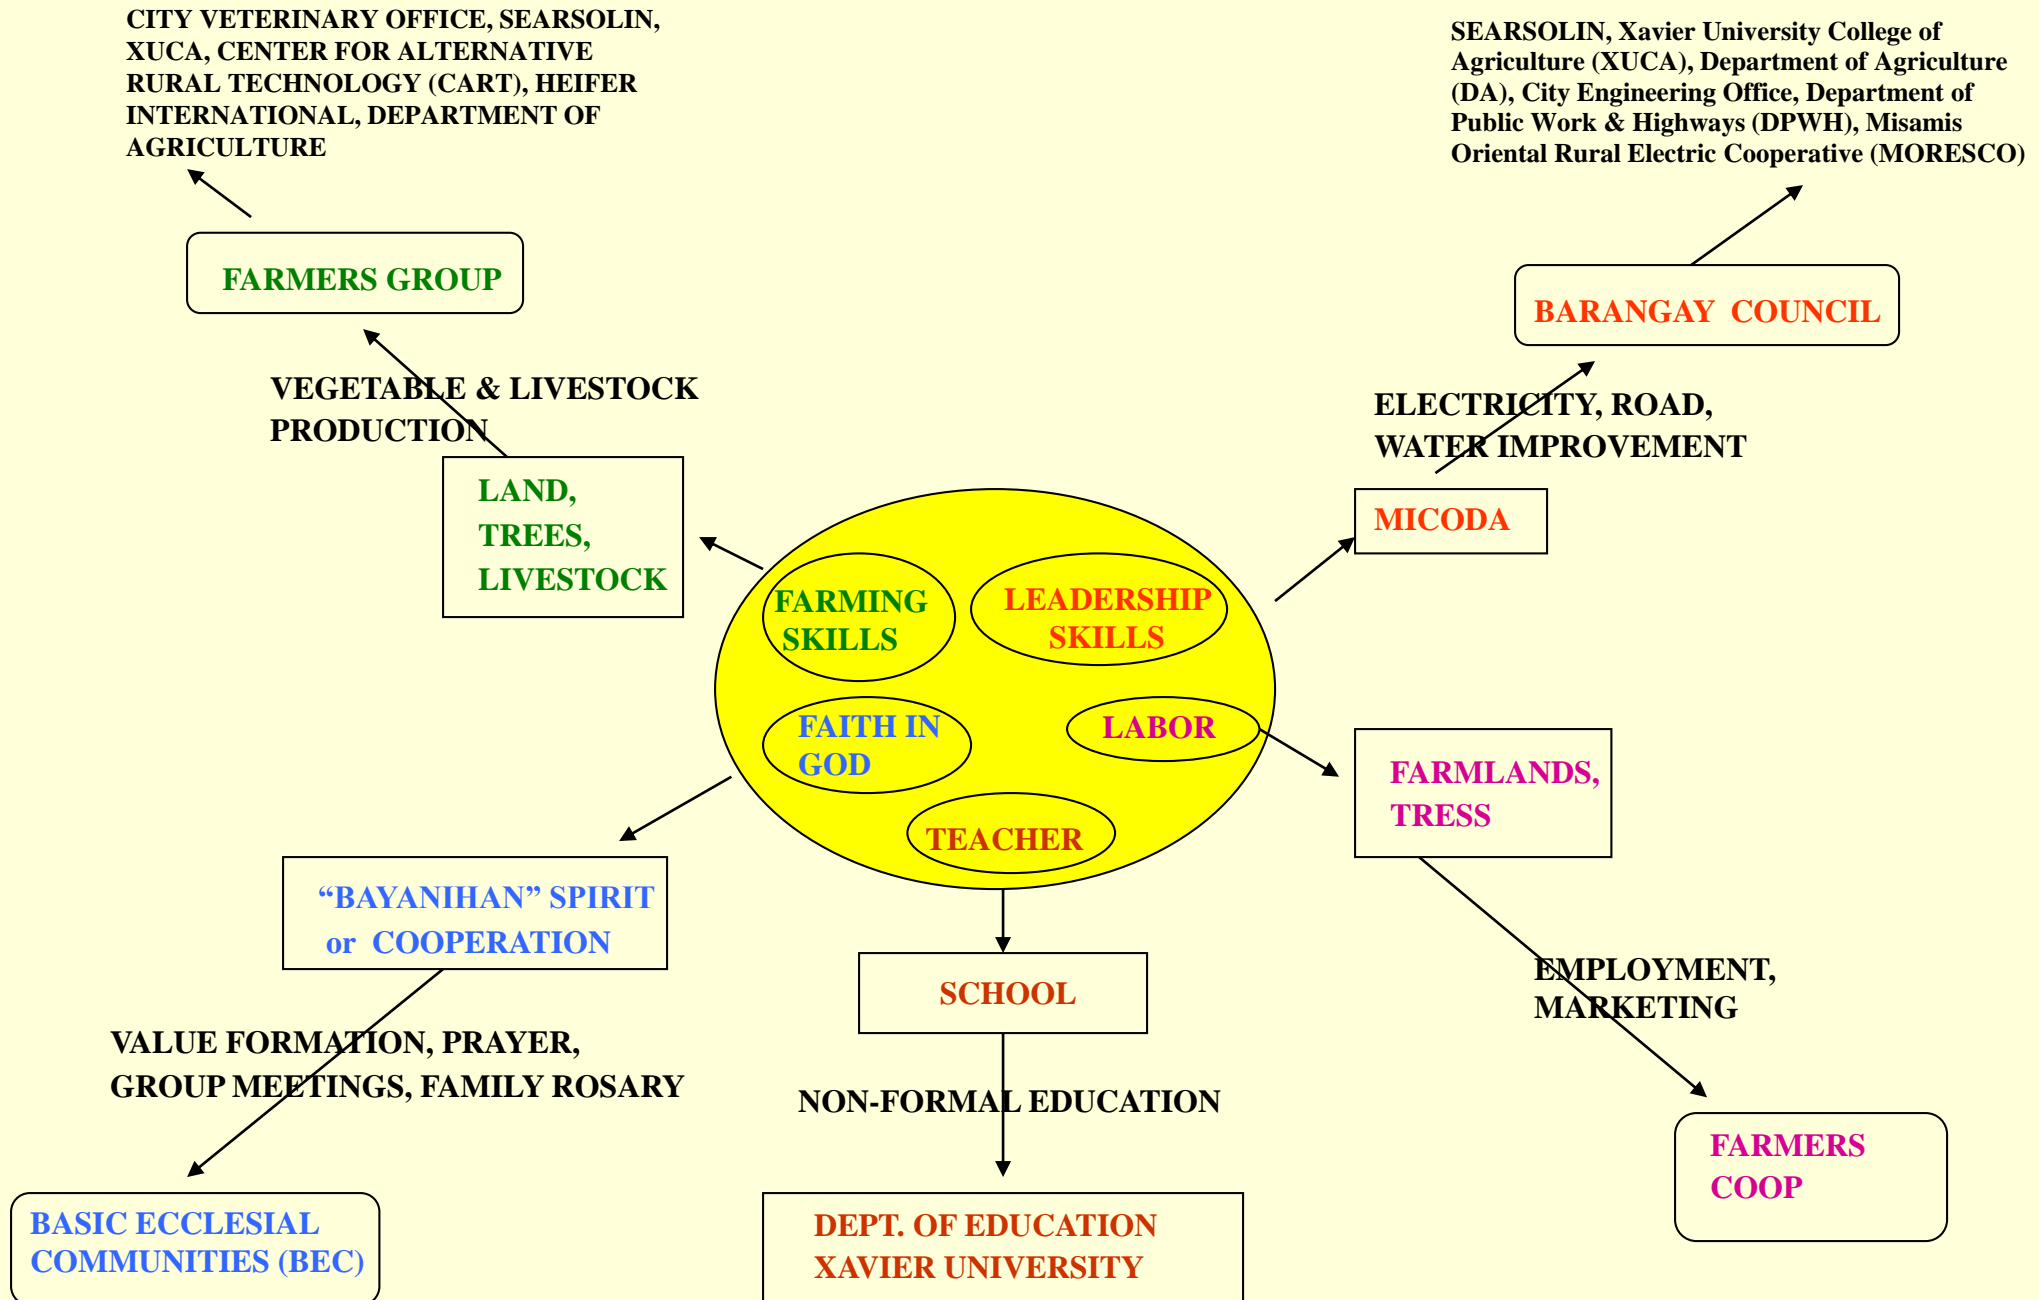 CITY VETERINARY OFFICE, SEARSOLIN,
XUCA, CENTER FOR ALTERNATIVE
RURAL TECHNOLOGY (CART), HEIFER
INTERNATIONAL, DEPARTMENT OF
AGRICULTURE
SEARSOLIN, Xavier University College of
Agriculture (XUCA), Department of Agriculture
(DA), City Engineering Office, Department of
Public Work & Highways (DPWH), Misamis
Oriental Rural Electric Cooperative (MORESCO)
FARMERS GROUP
BARANGAY COUNCIL
VEGETABLE & LIVESTOCK
PRODUCTION
ELECTRICITY, ROAD,
WATER IMPROVEMENT
LAND,
TREES,
LIVESTOCK
MICODA
FARMING
SKILLS
LEADERSHIP
SKILLS
FAITH IN
GOD
LABOR
TEACHER
FARMLANDS,
TRESS
“BAYANIHAN” SPIRIT
or COOPERATION
SCHOOL
EMPLOYMENT,
MARKETING
VALUE FORMATION, PRAYER,
GROUP MEETINGS, FAMILY ROSARY
NON-FORMAL EDUCATION
FARMERS
COOP
BASIC ECCLESIAL
COMMUNITIES (BEC)
DEPT. OF EDUCATION
XAVIER UNIVERSITY